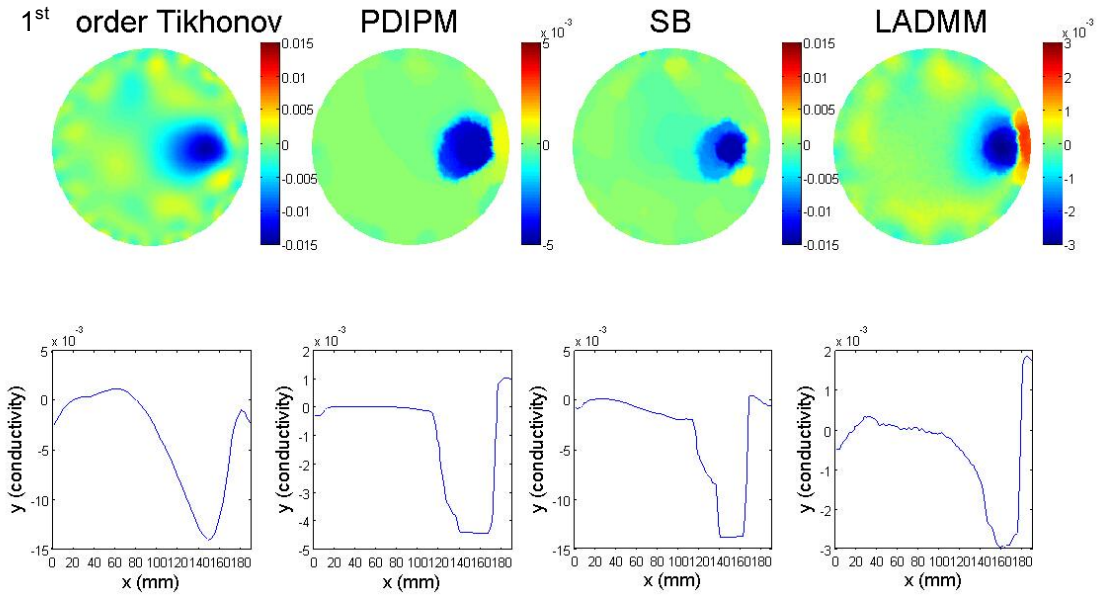 1st order Tikhonov PDIPM SB LADMM
0.015
0.01
0.005
0
-0.005
-0.01
-0.015
x 10-3
5
0
-5
0.015
0.01
0.005
0
-0.005
-0.01
-0.015
x 10-3
3
2
1
0
-1
-2
-3
x 10-3
5
0
-5
-10
-15
y (conductivity)
0 20 40 60 80 100120140160180
x (mm)
x 10-3
2
1
0
-1
-2
-3
-4
-5
y (conductivity)
0 20 40 60 80 100120140160180
x (mm)
x 10-3
5
0
-5
-10
-15
y (conductivity)
0 20 40 60 80 100120140160180
x (mm)
x 10-3
2
1
0
-1
-2
-3
y (conductivity)
0 20 40 60 80 100120140160180
x (mm)